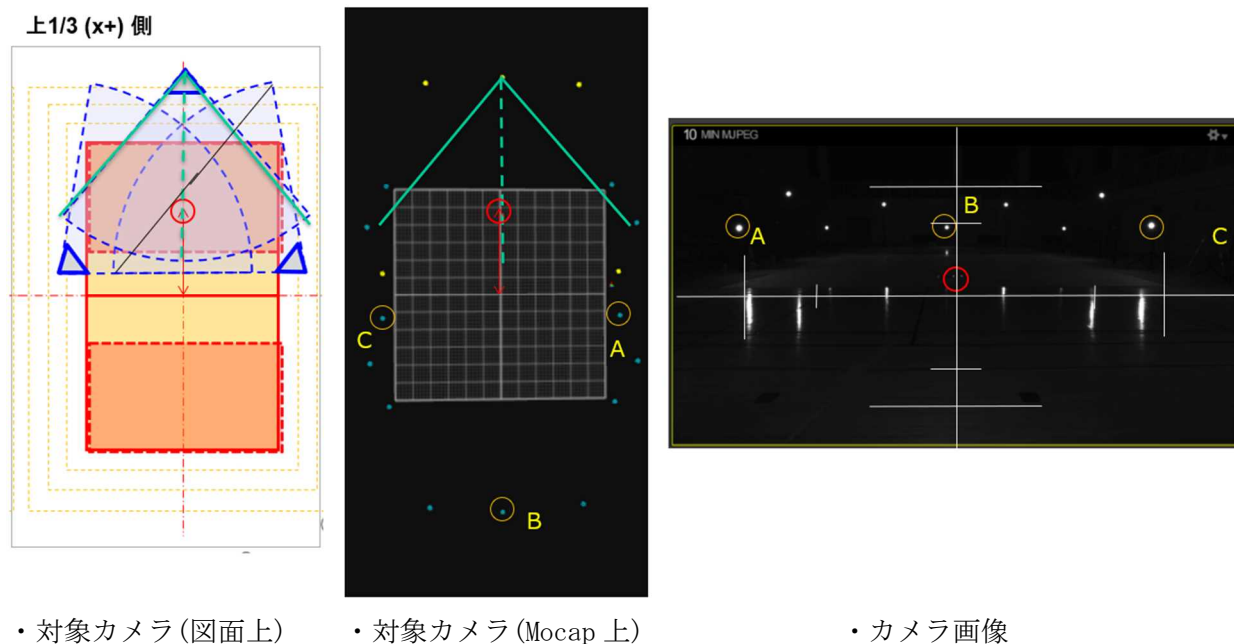 上1/3 (x+) 側
10 MIN MJPEG
A
B
C
C
A
B
・対象カメラ(図面上)
・対象カメラ(Mocap 上)
・カメラ画像